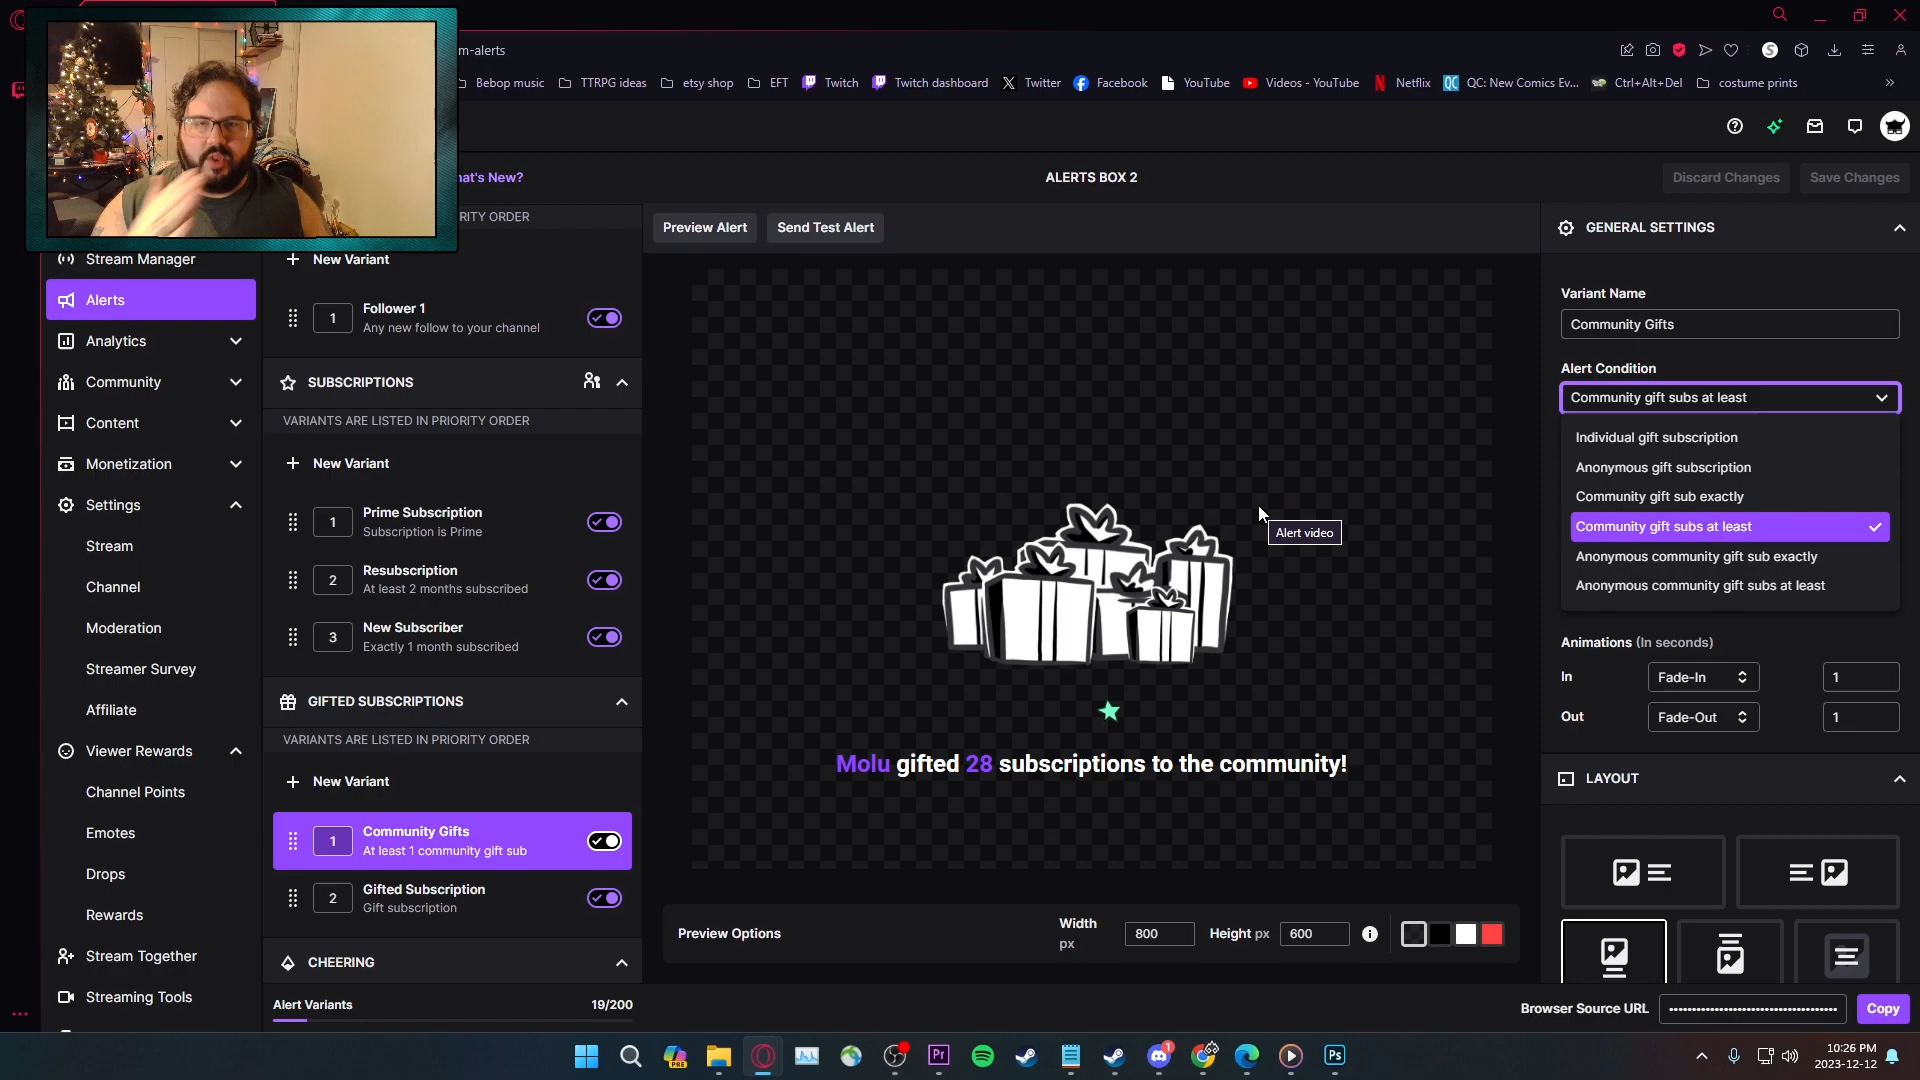 m-alerts
Bebop music
TTRPG ideas
etsy shop
EFT
Twitch
Twitch dashboard
Twitter
Facebook
YouTube
Videos - YouTube
Netflix
QC: New Comics Ev...
Ctrl+Alt+Del
costume prints
at's New?
ALERTS BOX 2
Discard Changes
Save Changes
Stream Manager
Alerts
Analytics
Community
Content
Monetization
Settings
Stream
Channel
Moderation
Streamer Survey
Affiliate
Viewer Rewards
Channel Points
Emotes
Drops
Rewards
Stream Together
Streaming Tools
RITY ORDER
New Variant
1
Follower 1
Any new follow to your channel
SUBSCRIPTIONS
VARIANTS ARE LISTED IN PRIORITY ORDER
New Variant
1
Prime Subscription
Subscription is Prime
2
Resubscription
At least 2 months subscribed
3
New Subscriber
Exactly 1 month subscribed
GIFTED SUBSCRIPTIONS
VARIANTS ARE LISTED IN PRIORITY ORDER
New Variant
1
Community Gifts
At least 1 community gift sub
2
Gifted Subscription
Gift subscription
CHEERING
Alert Variants
19/200
Preview Alert
Send Test Alert
Alert video
Molu gifted 28 subscriptions to the community!
Preview Options
Width px
800
Height px
600
GENERAL SETTINGS
Variant Name
Community Gifts
Alert Condition
Community gift subs at least
Individual gift subscription
Anonymous gift subscription
Community gift sub exactly
Community gift subs at least
Anonymous community gift sub exactly
Anonymous community gift subs at least
Animations (In seconds)
In
Fade-In
1
Out
Fade-Out
1
LAYOUT
Browser Source URL
Copy
PRE
Pr
1
Ps
10:26 PM
2023-12-12